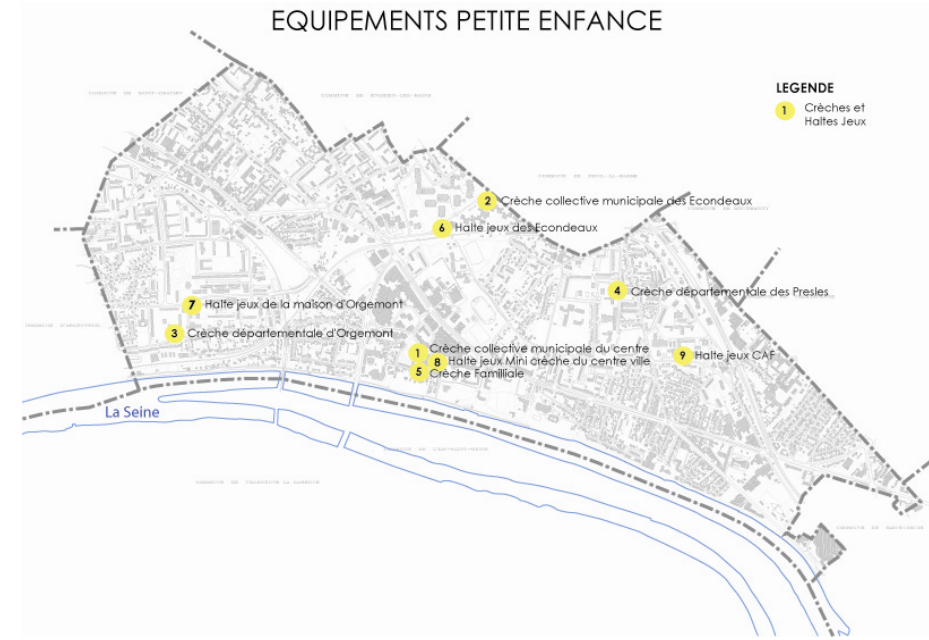 EQUIPEMENTS PETITE ENFANCE
LEGENDE
1 Crèches et
Haltes Jeux
2 Crèche collective municipale des Econdeaux
6 Halte jeux des Econdeaux
4 Crèche départementale des Presles
7 Halte jeux de la maison d'Orgemont
3 Crèche départementale d'Orgemont
1 Crèche collective municipale du centre
8 Halte jeux Mini crèche du centre ville
5 Crèche Familliale
9 Halte jeux CAF
La Seine